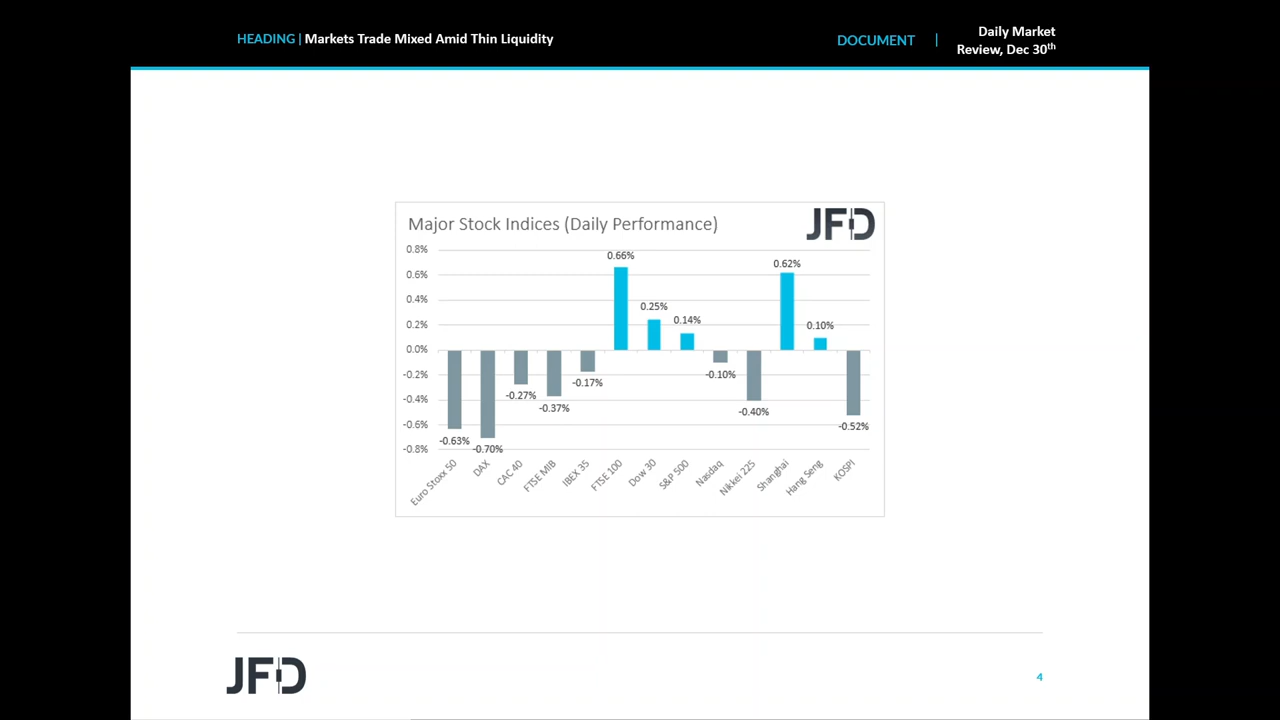 HEADING | Markets Trade Mixed Amid Thin Liquidity
DOCUMENT |
Daily Market
Review, Dec 30th
Major Stock Indices (Daily Performance)
JFD
0.8%
0.6%
0.4%
0.2%
0.0%
-0.2%
-0.4%
-0.6%
-0.8%
-0.63%
-0.70%
-0.27%
-0.37%
-0.17%
0.66%
0.25%
0.14%
-0.10%
-0.40%
0.62%
0.10%
-0.52%
Euro Stoxx 50
DAX
CAC 40
FTSE MIB
IBEX 35
FTSE 100
Dow 30
S&P 500
Nasdaq
Nikkei 225
Shanghai
Hang Seng
KOSPI
JFD
4